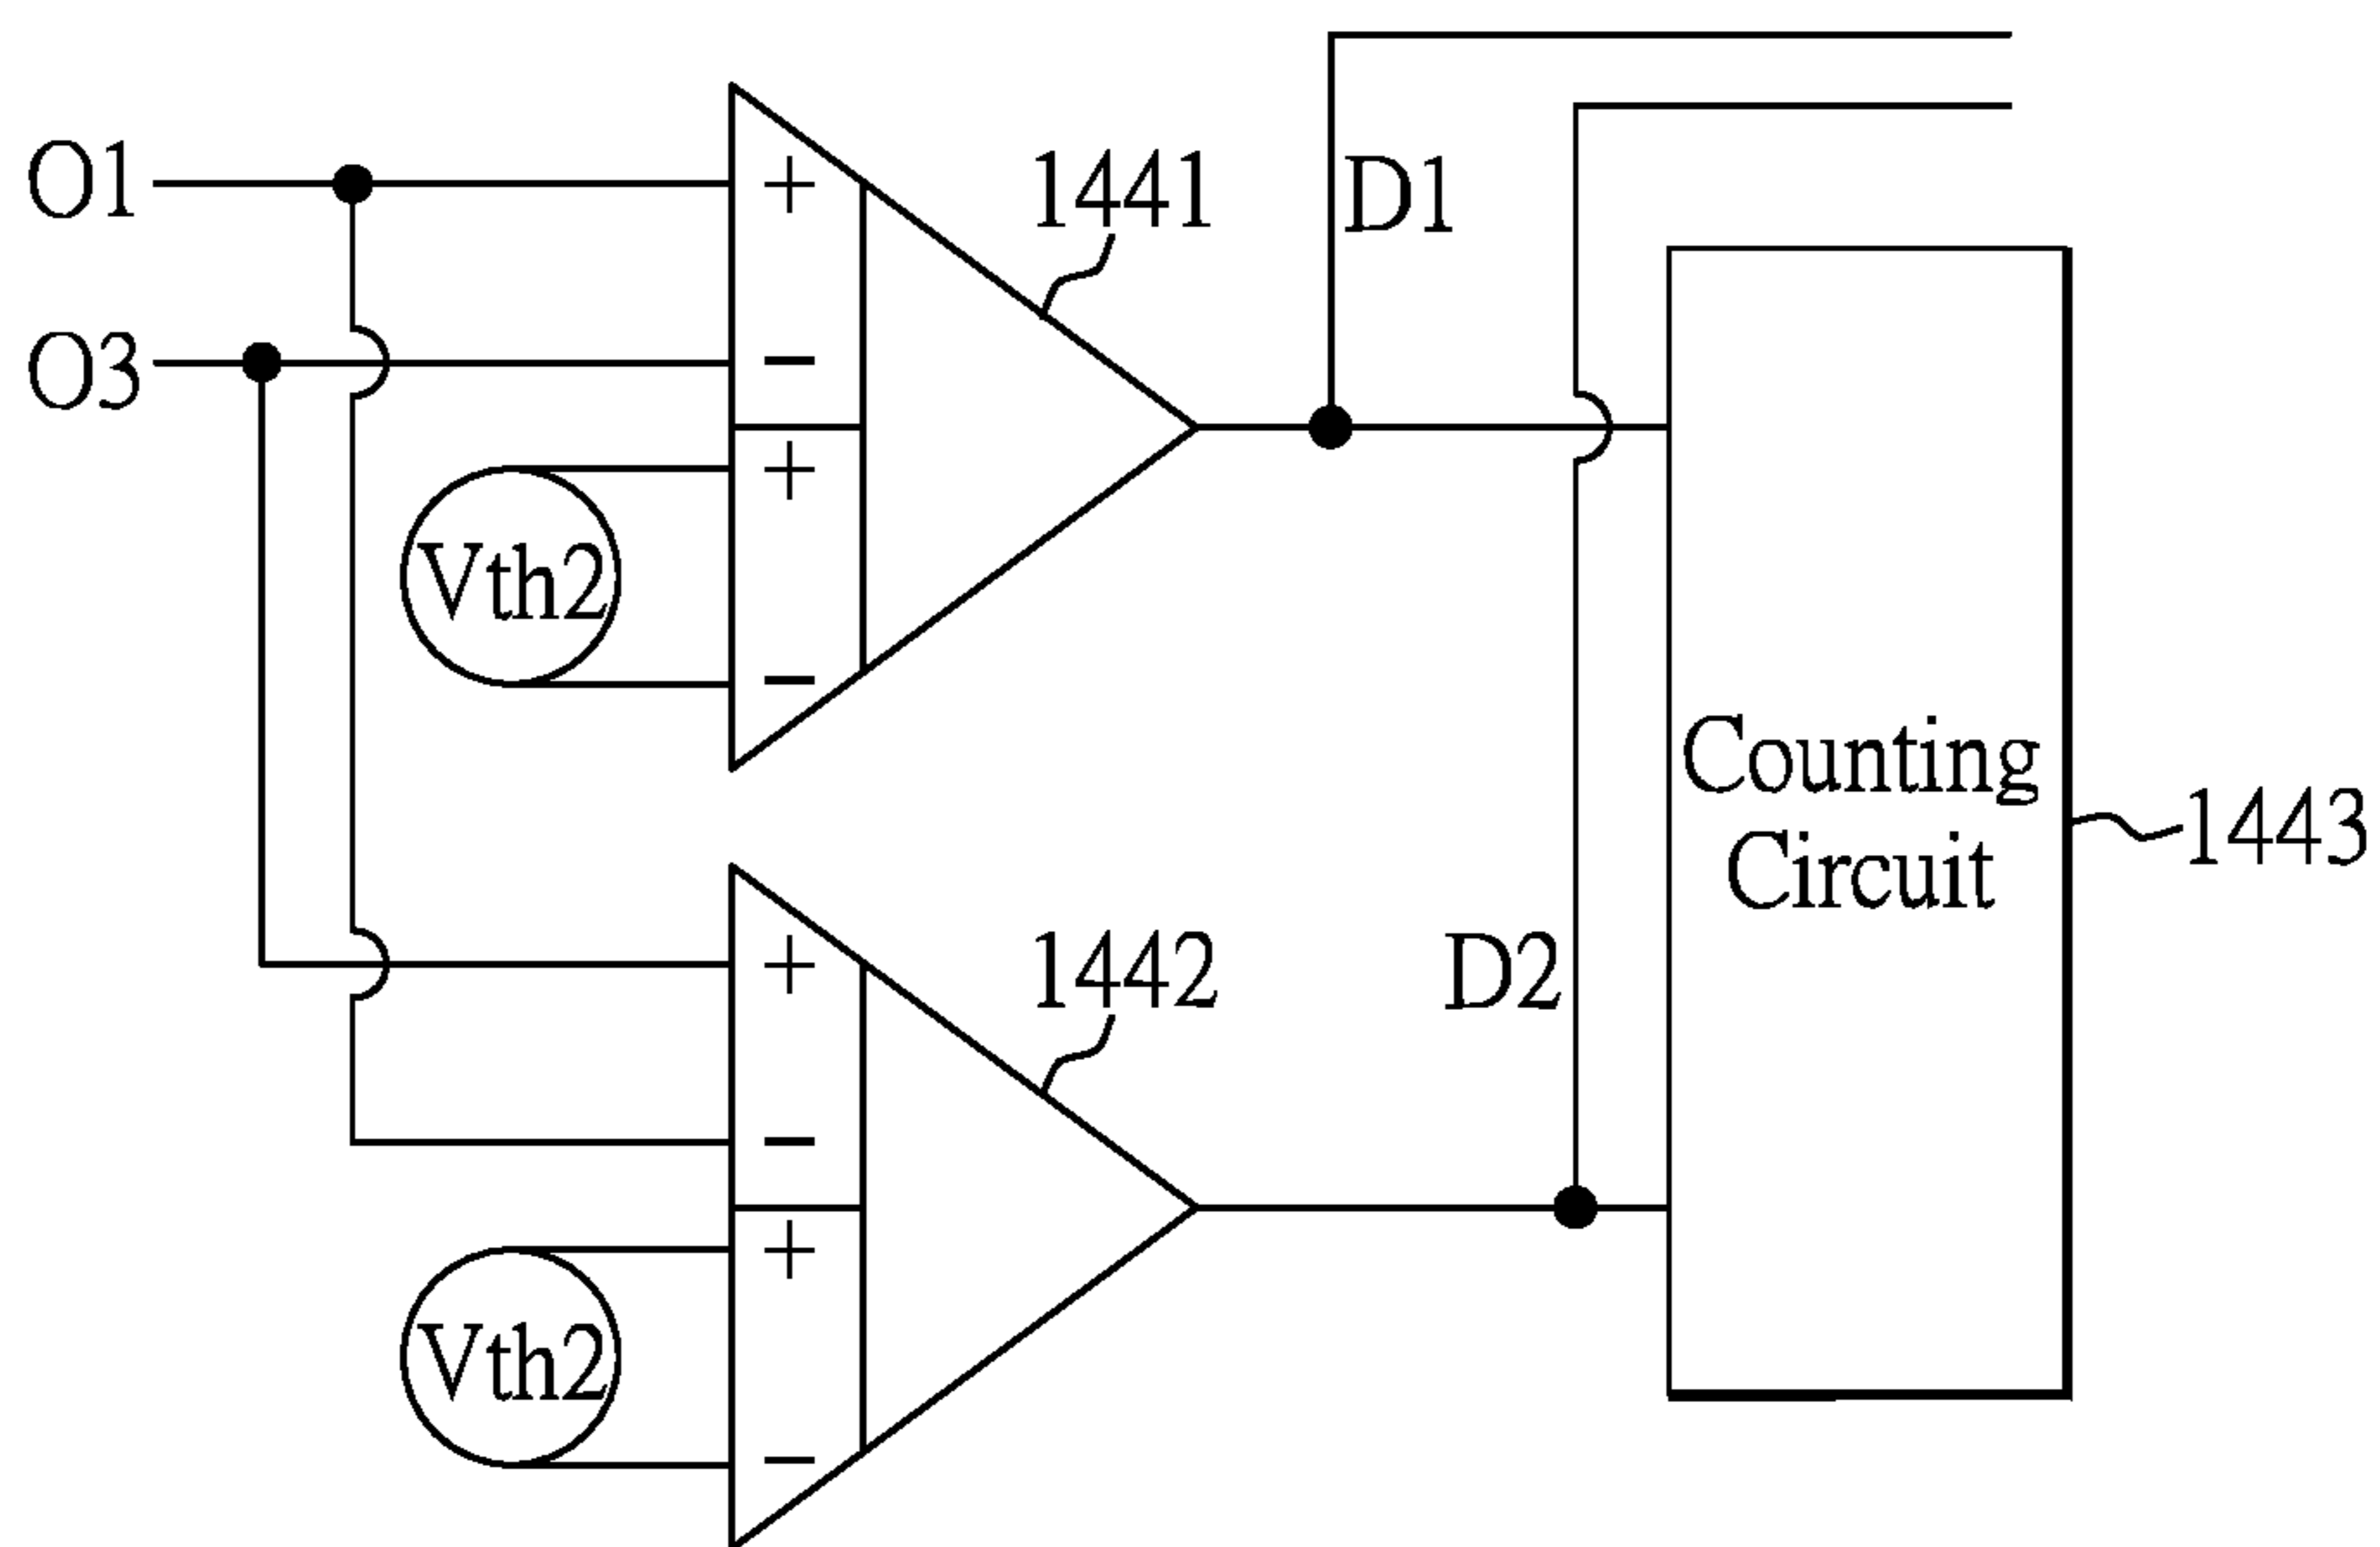 O1
O3
+
−
+
−
Vth2
1441
D1
+
−
+
−
Vth2
1442
D2
Counting
Circuit
1443